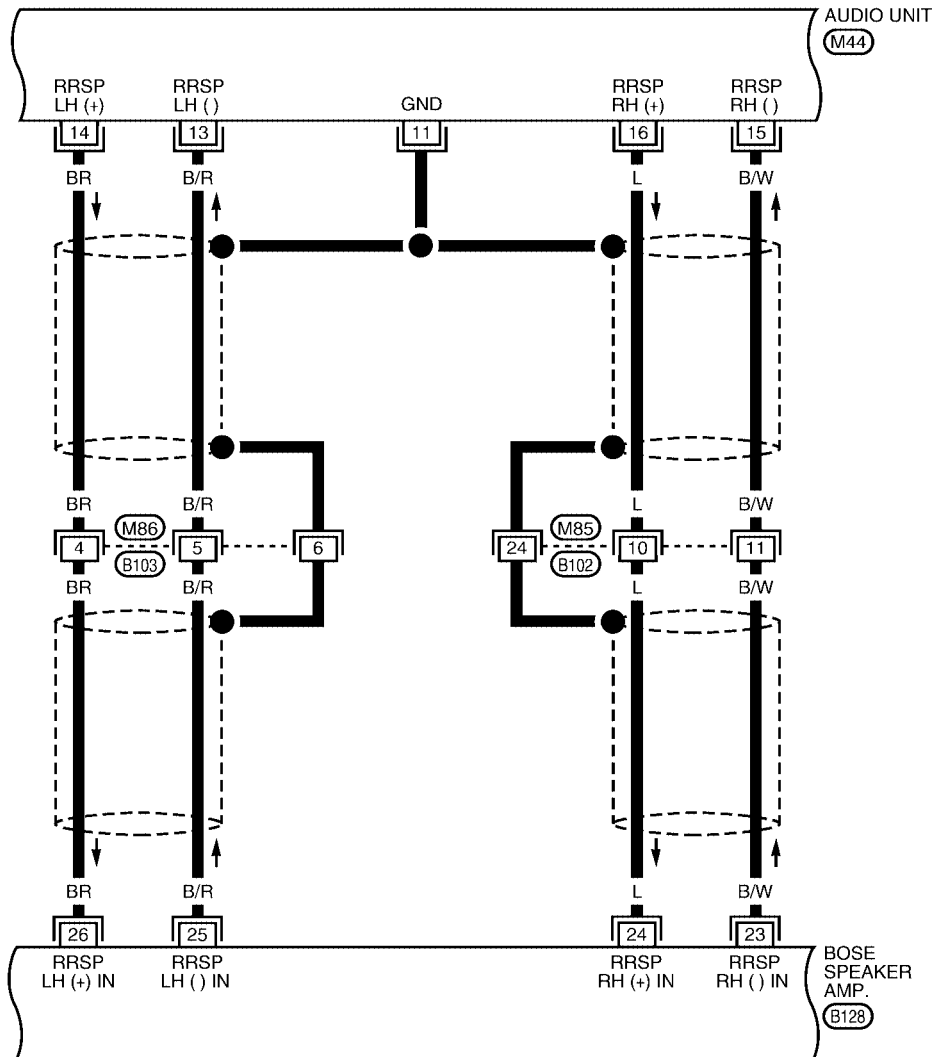 AUDIO UNIT
M44
RRSP LH (+)
RRSP LH ( )
GND
RRSP RH (+)
RRSP RH ( )
14
13
11
16
15
BR
B/R
L
B/W
BR
B/R
L
B/W
M86
M85
4
5
6
24
10
11
B103
B102
BR
B/R
L
B/W
BR
B/R
L
B/W
26
25
24
23
RRSP LH (+) IN
RRSP LH ( ) IN
RRSP RH (+) IN
RRSP RH ( ) IN
BOSE
SPEAKER
AMP.
B128